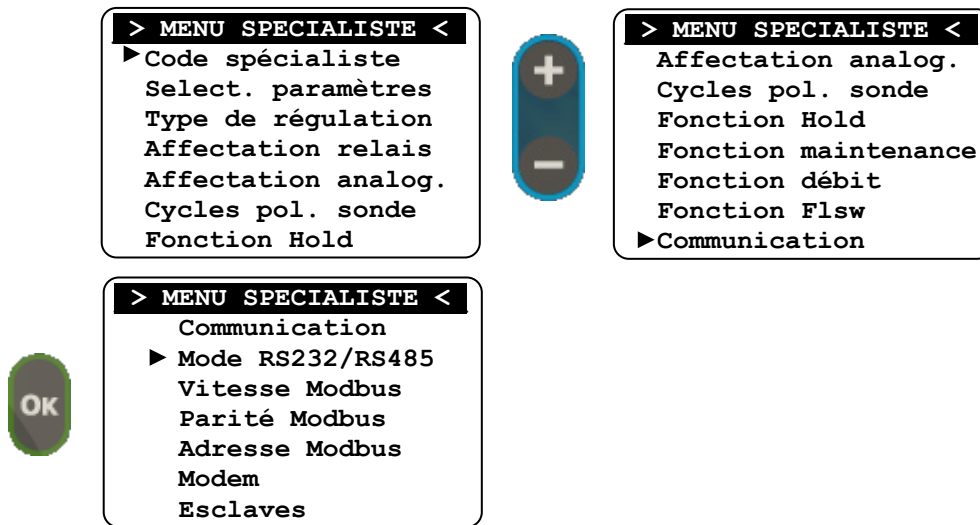 > MENU SPECIALISTE <
►Code spécialiste
Select. paramètres
Type de régulation
Affectation relais
Affectation analog.
Cycles pol. sonde
Fonction Hold
+
-
> MENU SPECIALISTE <
Affectation analog.
Cycles pol. sonde
Fonction Hold
Fonction maintenance
Fonction débit
Fonction Flsw
►Communication
OK
> MENU SPECIALISTE <
Communication
► Mode RS232/RS485
Vitesse Modbus
Parité Modbus
Adresse Modbus
Modem
Esclaves